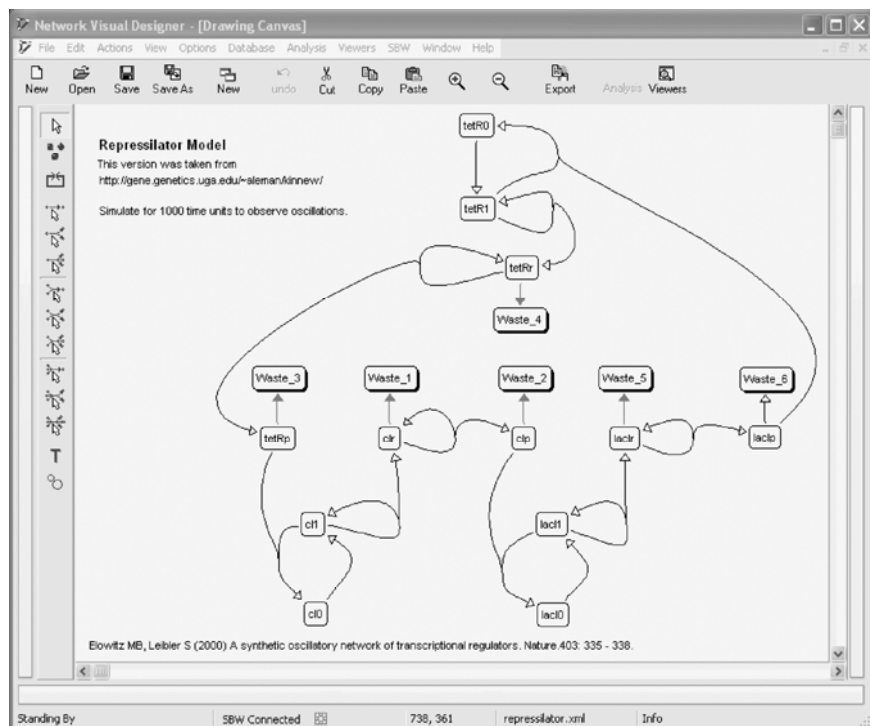 Network Visual Designer - [Drawing Canvas]
File Edit Actions View Options Database Analysis Viewers SBW Window Help
New Open Save Save As New undo Cut Copy Paste Export Analysis Viewers
Repressilator Model
This version was taken from
http://gene.genetics.uga.edu/~aleman/kinnew/
Simulate for 1000 time units to observe oscillations.
tetR0
tetR1
tetRr
Waste_4
Waste_3 Waste_1 Waste_2 Waste_5 Waste_6
tetRp clr clp laclr laclp
cl1 lacl1
cl0 lacl0
T
Elowitz MB, Leibler S (2000) A synthetic oscillatory network of transcriptional regulators. Nature.403: 335 - 338.
Standing By SBW Connected 738, 361 repressilator.xml Info